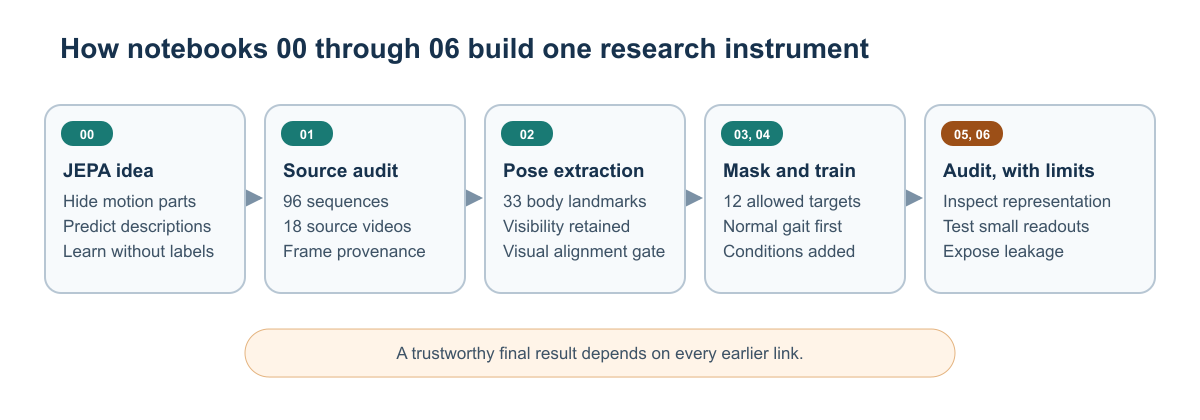 How notebooks 00 through 06 build one research instrument
00
JEPA idea
Hide motion parts
Predict descriptions
Learn without labels
01
Source audit
96 sequences
18 source videos
Frame provenance
02
Pose extraction
33 body landmarks
Visibility retained
Visual alignment gate
03, 04
Mask and train
12 allowed targets
Normal gait first
Conditions added
05, 06
Audit, with limits
Inspect representation
Test small readouts
Expose leakage
A trustworthy final result depends on every earlier link.